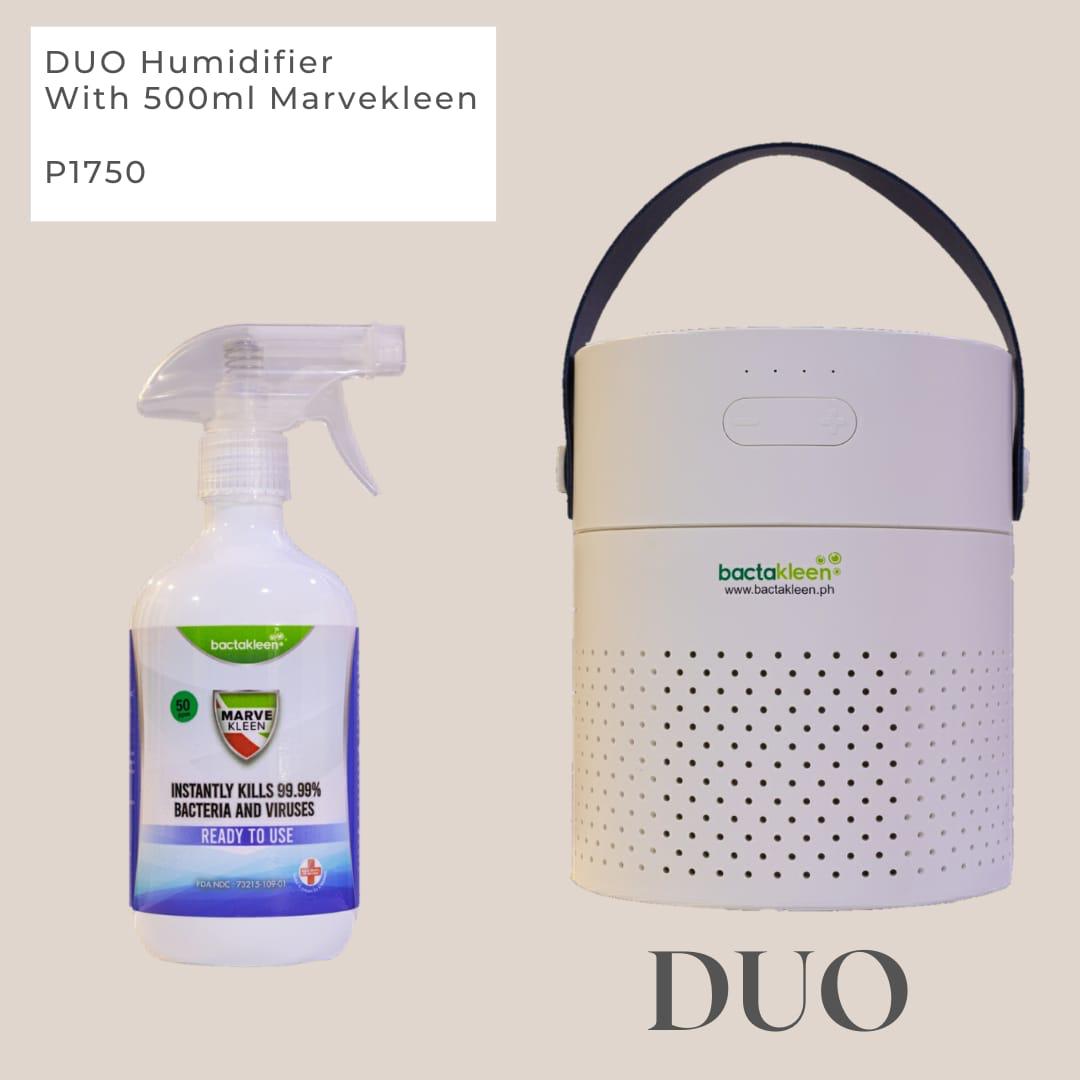 DUO Humidifier
With 500ml Marvekleen
P1750
bactakleen
www.bactakleen.ph
bactakleen
50
MARVE
KLEEN
INSTANTLY KILLS 99.99%
BACTERIA AND VIRUSES
READY TO USE
FDA NDC - 73215-109-01
DUO